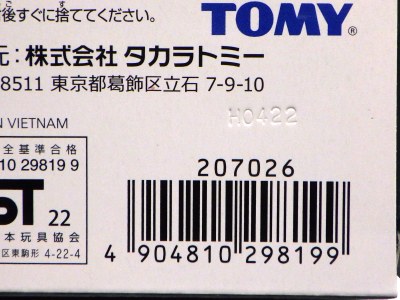 後すぐに捨ててください。
TOMY®
元:株式会社 タカラトミー
8511 東京都葛飾区立石 7-9-10
N VIETNAM
H0422
全基準合格
10 29819 9
ST 22
本玩具協会
区東駒形 4-22-4
207026
4 904810 298199